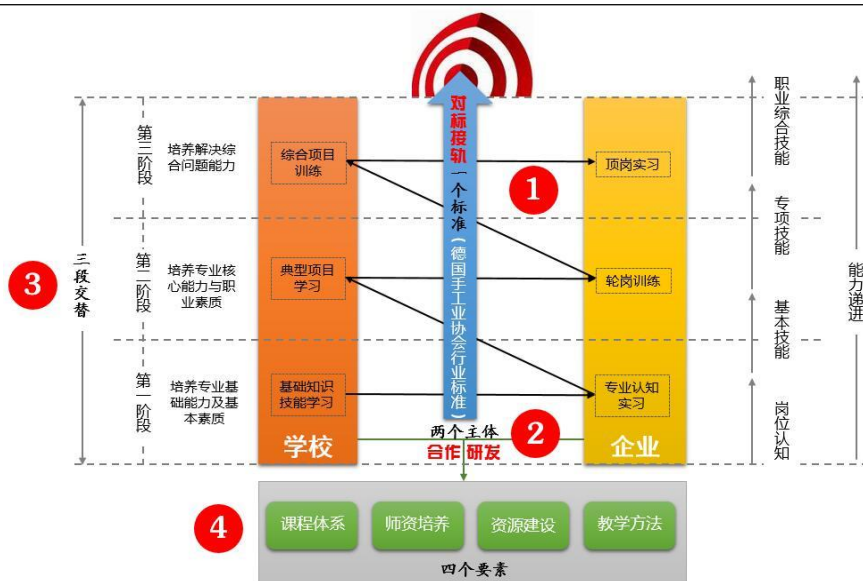 对标接轨
一个标准(德国手工业协会行业标准)
1
三段交替
3
第三阶段
培养解决综
合问题能力
综合项目
训练
顶岗实习
第二阶段
培养专业核
心能力与职
业素质
典型项目
学习
轮岗训练
第一阶段
培养专业基
础能力及基
本素质
基础知识
技能学习
专业认知
实习
学校
企业
两个主体
合作 研发
2
职业综合技能
专项技能
基本技能
岗位认知
能力递进
4
课程体系
师资培养
资源建设
教学方法
四个要素